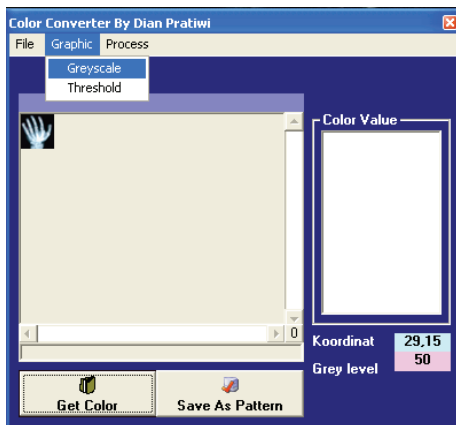 Color Converter By Dian Pratiwi
File Graphic Process
Greyscale
Threshold
Color Value
0
Koordinat 29,15
Grey level 50
Get Color Save As Pattern